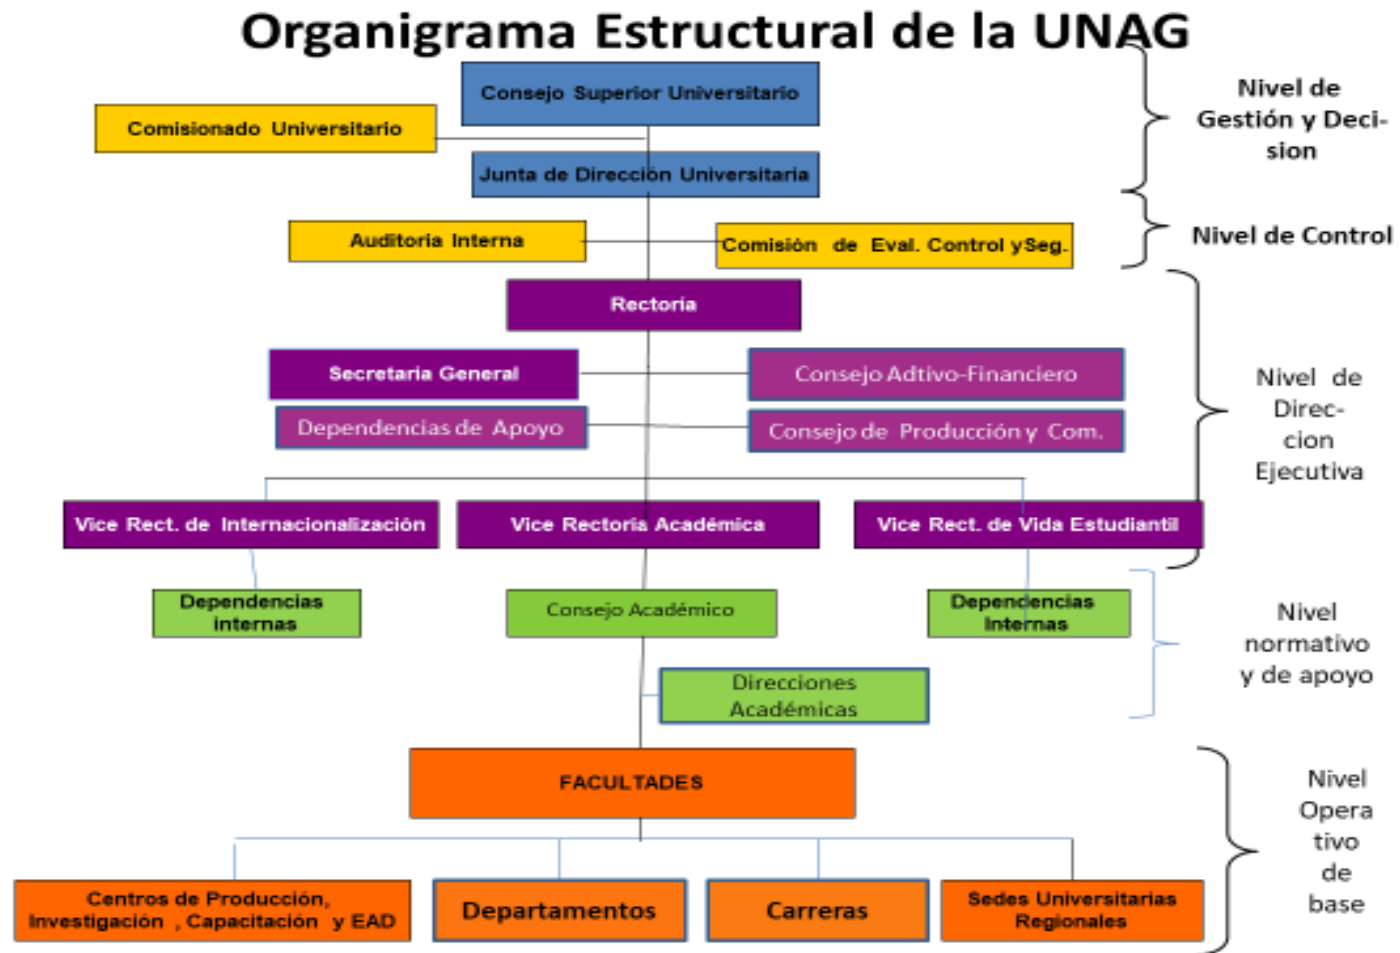 Organigrama Estructural de la UNAG
Consejo Superior Universitario
Comisionado Universitario
Junta de Dirección Universitaria
Nivel de
Gestión y Deci-
sion
Auditoria Interna
Comisión de Eval. Control ySeg.
Nivel de Control
Rectoría
Secretaria General
Consejo Adtivo-Financiero
Dependencias de Apoyo
Consejo de Producción y Com.
Nivel de
Direc-
cion
Ejecutiva
Vice Rect. de Internacionalización
Vice Rectoría Académica
Vice Rect. de Vida Estudiantil
Dependencias
internas
Consejo Académico
Dependencias
Internas
Direcciones
Académicas
Nivel
normativo
y de apoyo
FACULTADES
Centros de Producción,
Investigación , Capacitación y EAD
Departamentos
Carreras
Sedes Universitarias
Regionales
Nivel
Opera
tivo
de
base